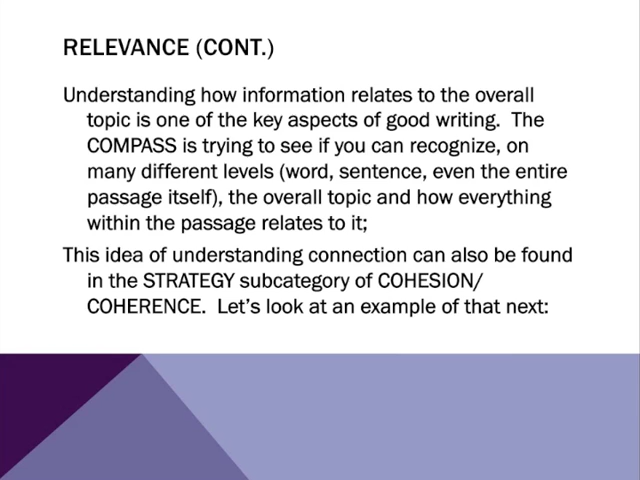 RELEVANCE (CONT.)
Understanding how information relates to the overall
topic is one of the key aspects of good writing.  The
COMPASS is trying to see if you can recognize, on
many different levels (word, sentence, even the entire
passage itself), the overall topic and how everything
within the passage relates to it;
This idea of understanding connection can also be found
in the STRATEGY subcategory of COHESION/
COHERENCE.  Let’s look at an example of that next: